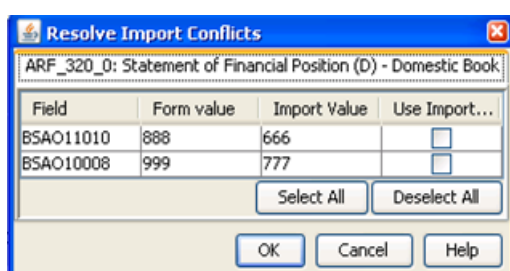 Resolve Import Conflicts
ARF_320_0: Statement of Financial Position (D) - Domestic Book
Field Form value Import Value Use Import...
BSAO11010 888 666
BSAO10008 999 777
Select All Deselect All
OK Cancel Help